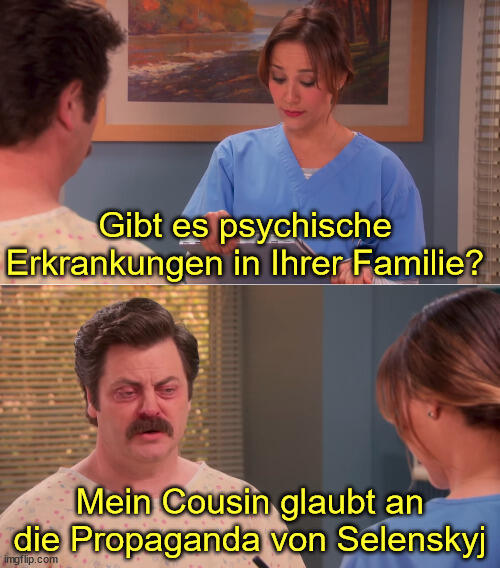 Gibt es psychische
Erkrankungen in Ihrer Familie?
Mein Cousin glaubt an
die Propaganda von Selenskyj
imgflip.com